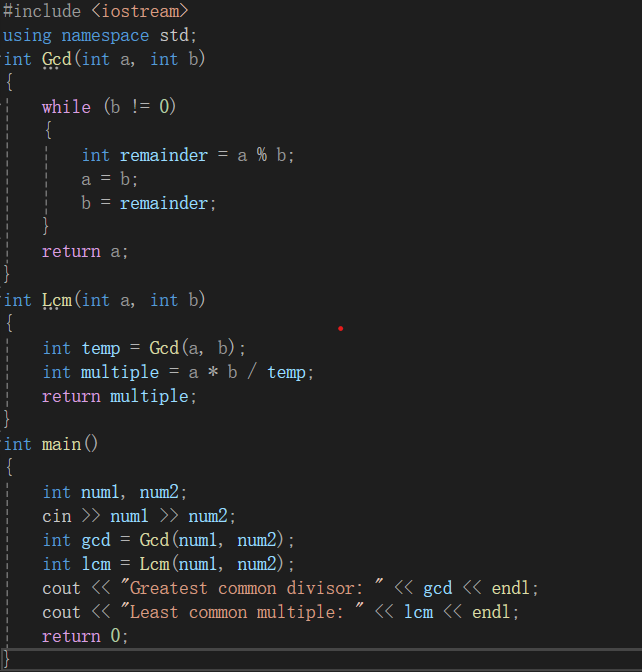 #include <iostream>
using namespace std;
int Gcd(int a, int b)
{
    while (b != 0)
    {
        int remainder = a % b;
        a = b;
        b = remainder;
    }
    return a;
}
int Lcm(int a, int b)
{
    int temp = Gcd(a, b);
    int multiple = a * b / temp;
    return multiple;
}
int main()
{
    int num1, num2;
    cin >> num1 >> num2;
    int gcd = Gcd(num1, num2);
    int lcm = Lcm(num1, num2);
    cout << "Greatest common divisor: " << gcd << endl;
    cout << "Least common multiple: " << lcm << endl;
    return 0;
}